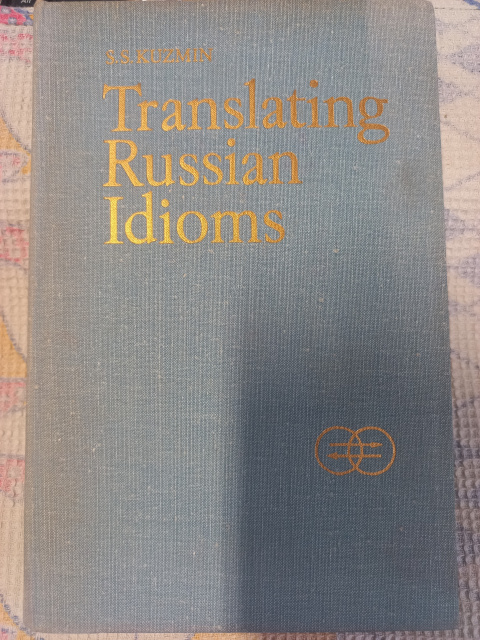 S.S.KUZMIN
Translating
Russian
Idioms